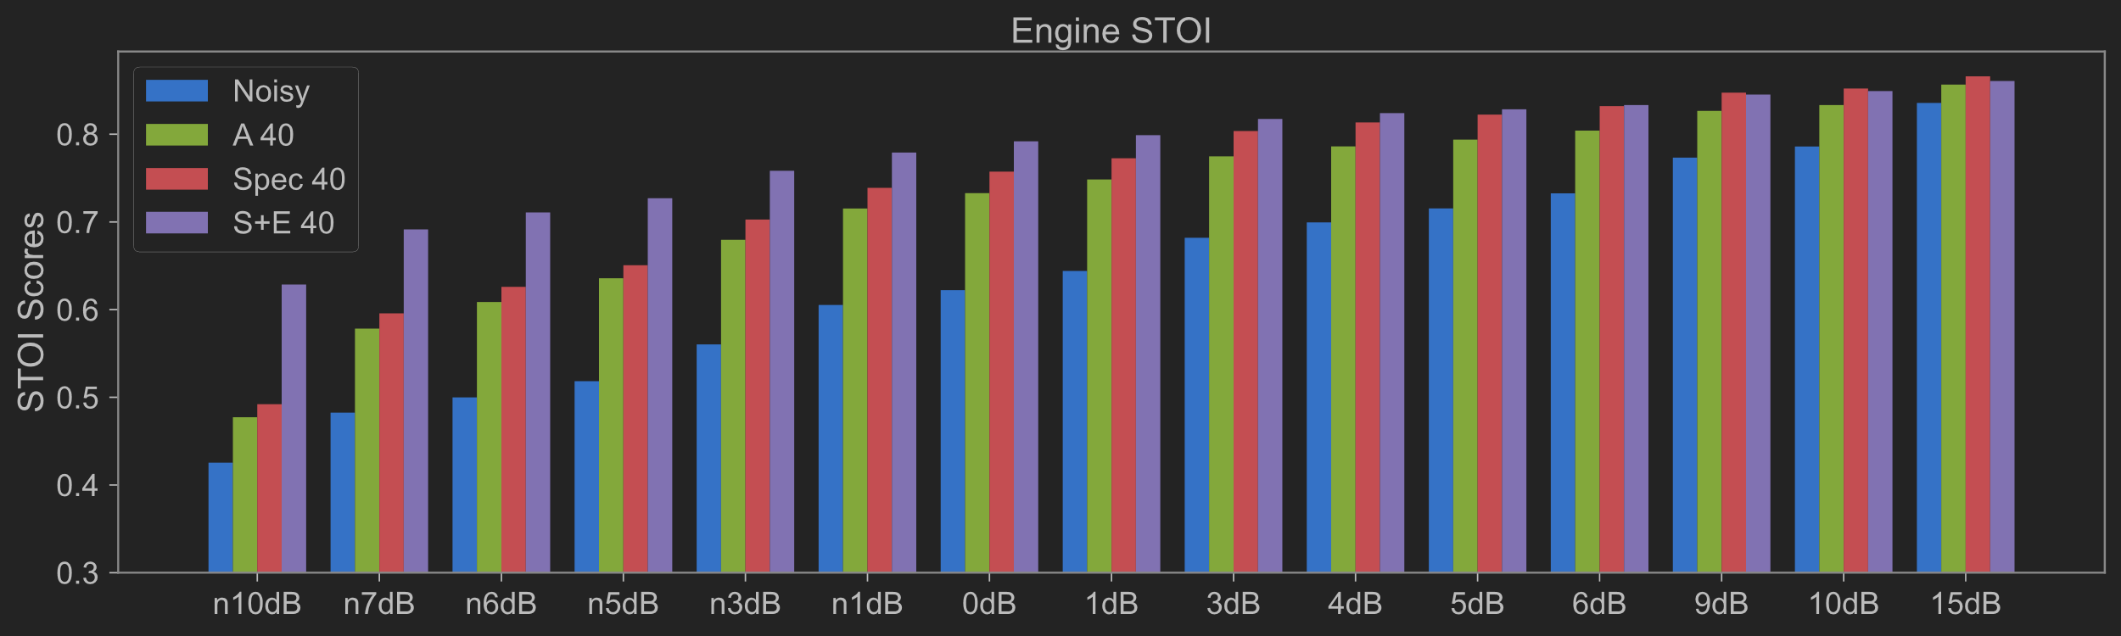 Engine STOI
Noisy
A 40
Spec 40
S+E 40
STOI Scores
0.8
0.7
0.6
0.5
0.4
0.3
n10dB n7dB n6dB n5dB n3dB n1dB 0dB 1dB 3dB 4dB 5dB 6dB 9dB 10dB 15dB